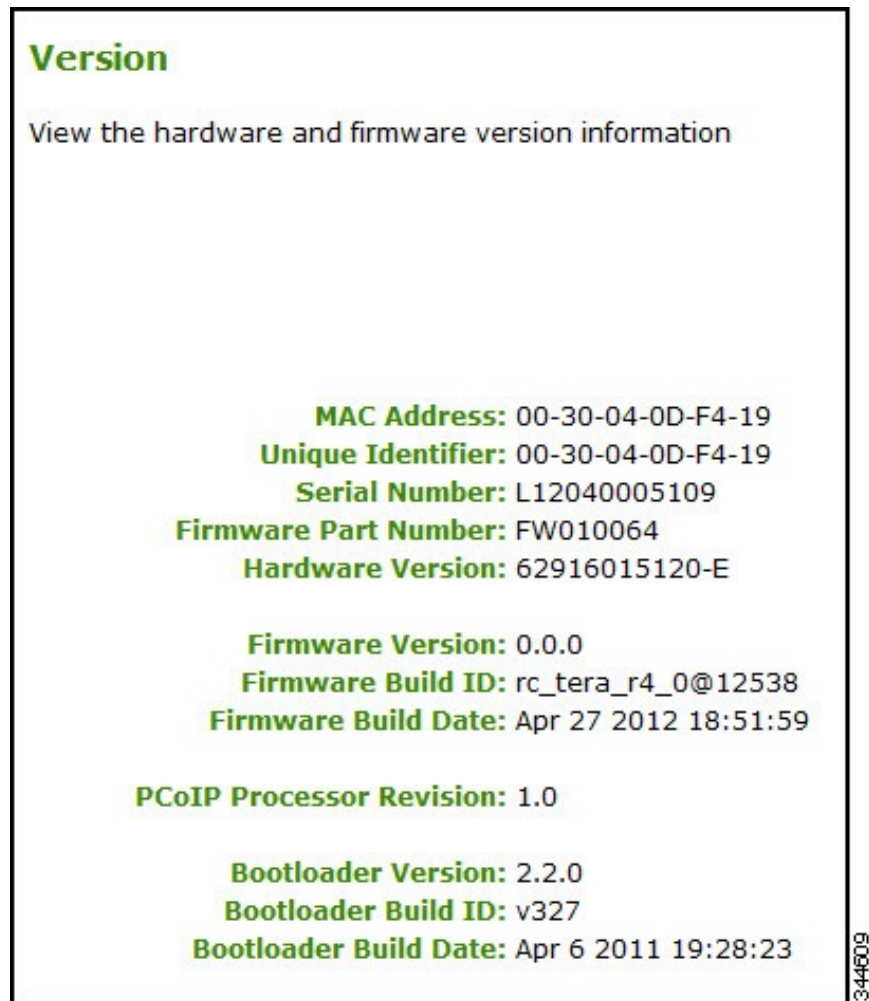 Version
View the hardware and firmware version information
MAC Address: 00-30-04-0D-F4-19
Unique Identifier: 00-30-04-0D-F4-19
Serial Number: L12040005109
Firmware Part Number: FW010064
Hardware Version: 62916015120-E
Firmware Version: 0.0.0
Firmware Build ID: rc_tera_r4_0@12538
Firmware Build Date: Apr 27 2012 18:51:59
PCoIP Processor Revision: 1.0
Bootloader Version: 2.2.0
Bootloader Build ID: v327
Bootloader Build Date: Apr 6 2011 19:28:23
344609